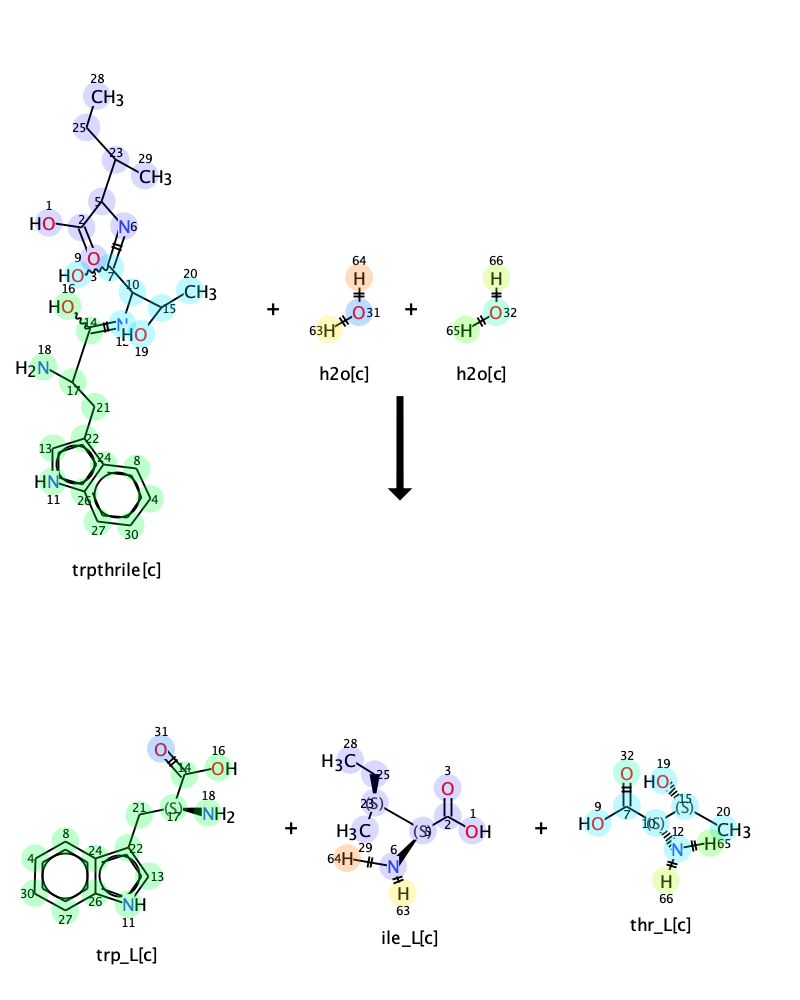 28
CH3
25
23
29
CH3
5
1
HO
2
N6
9
O
HO
3
7
16
HO
10
20
CH3
15
14
N
HO
12
19
18
H2N
17
21
22
13
24
8
HN
11
26
4
27
30
trpthrile[c]
+
64
H
O31
63H
h2o[c]
+
66
H
O32
65H
h2o[c]
31
O
16
14
OH
18
(S)
NH2
17
21
8
22
24
4
13
30
26
NH
27
11
trp_L[c]
+
28
H3C
25
3
O
23(S)
1
H3C
(S)
2
OH
29
6
64H
N
H
63
ile_L[c]
+
32
O
19
HO
15
(S)
9
HO
7
10(S)
20
CH3
12
N
H65
H
66
thr_L[c]